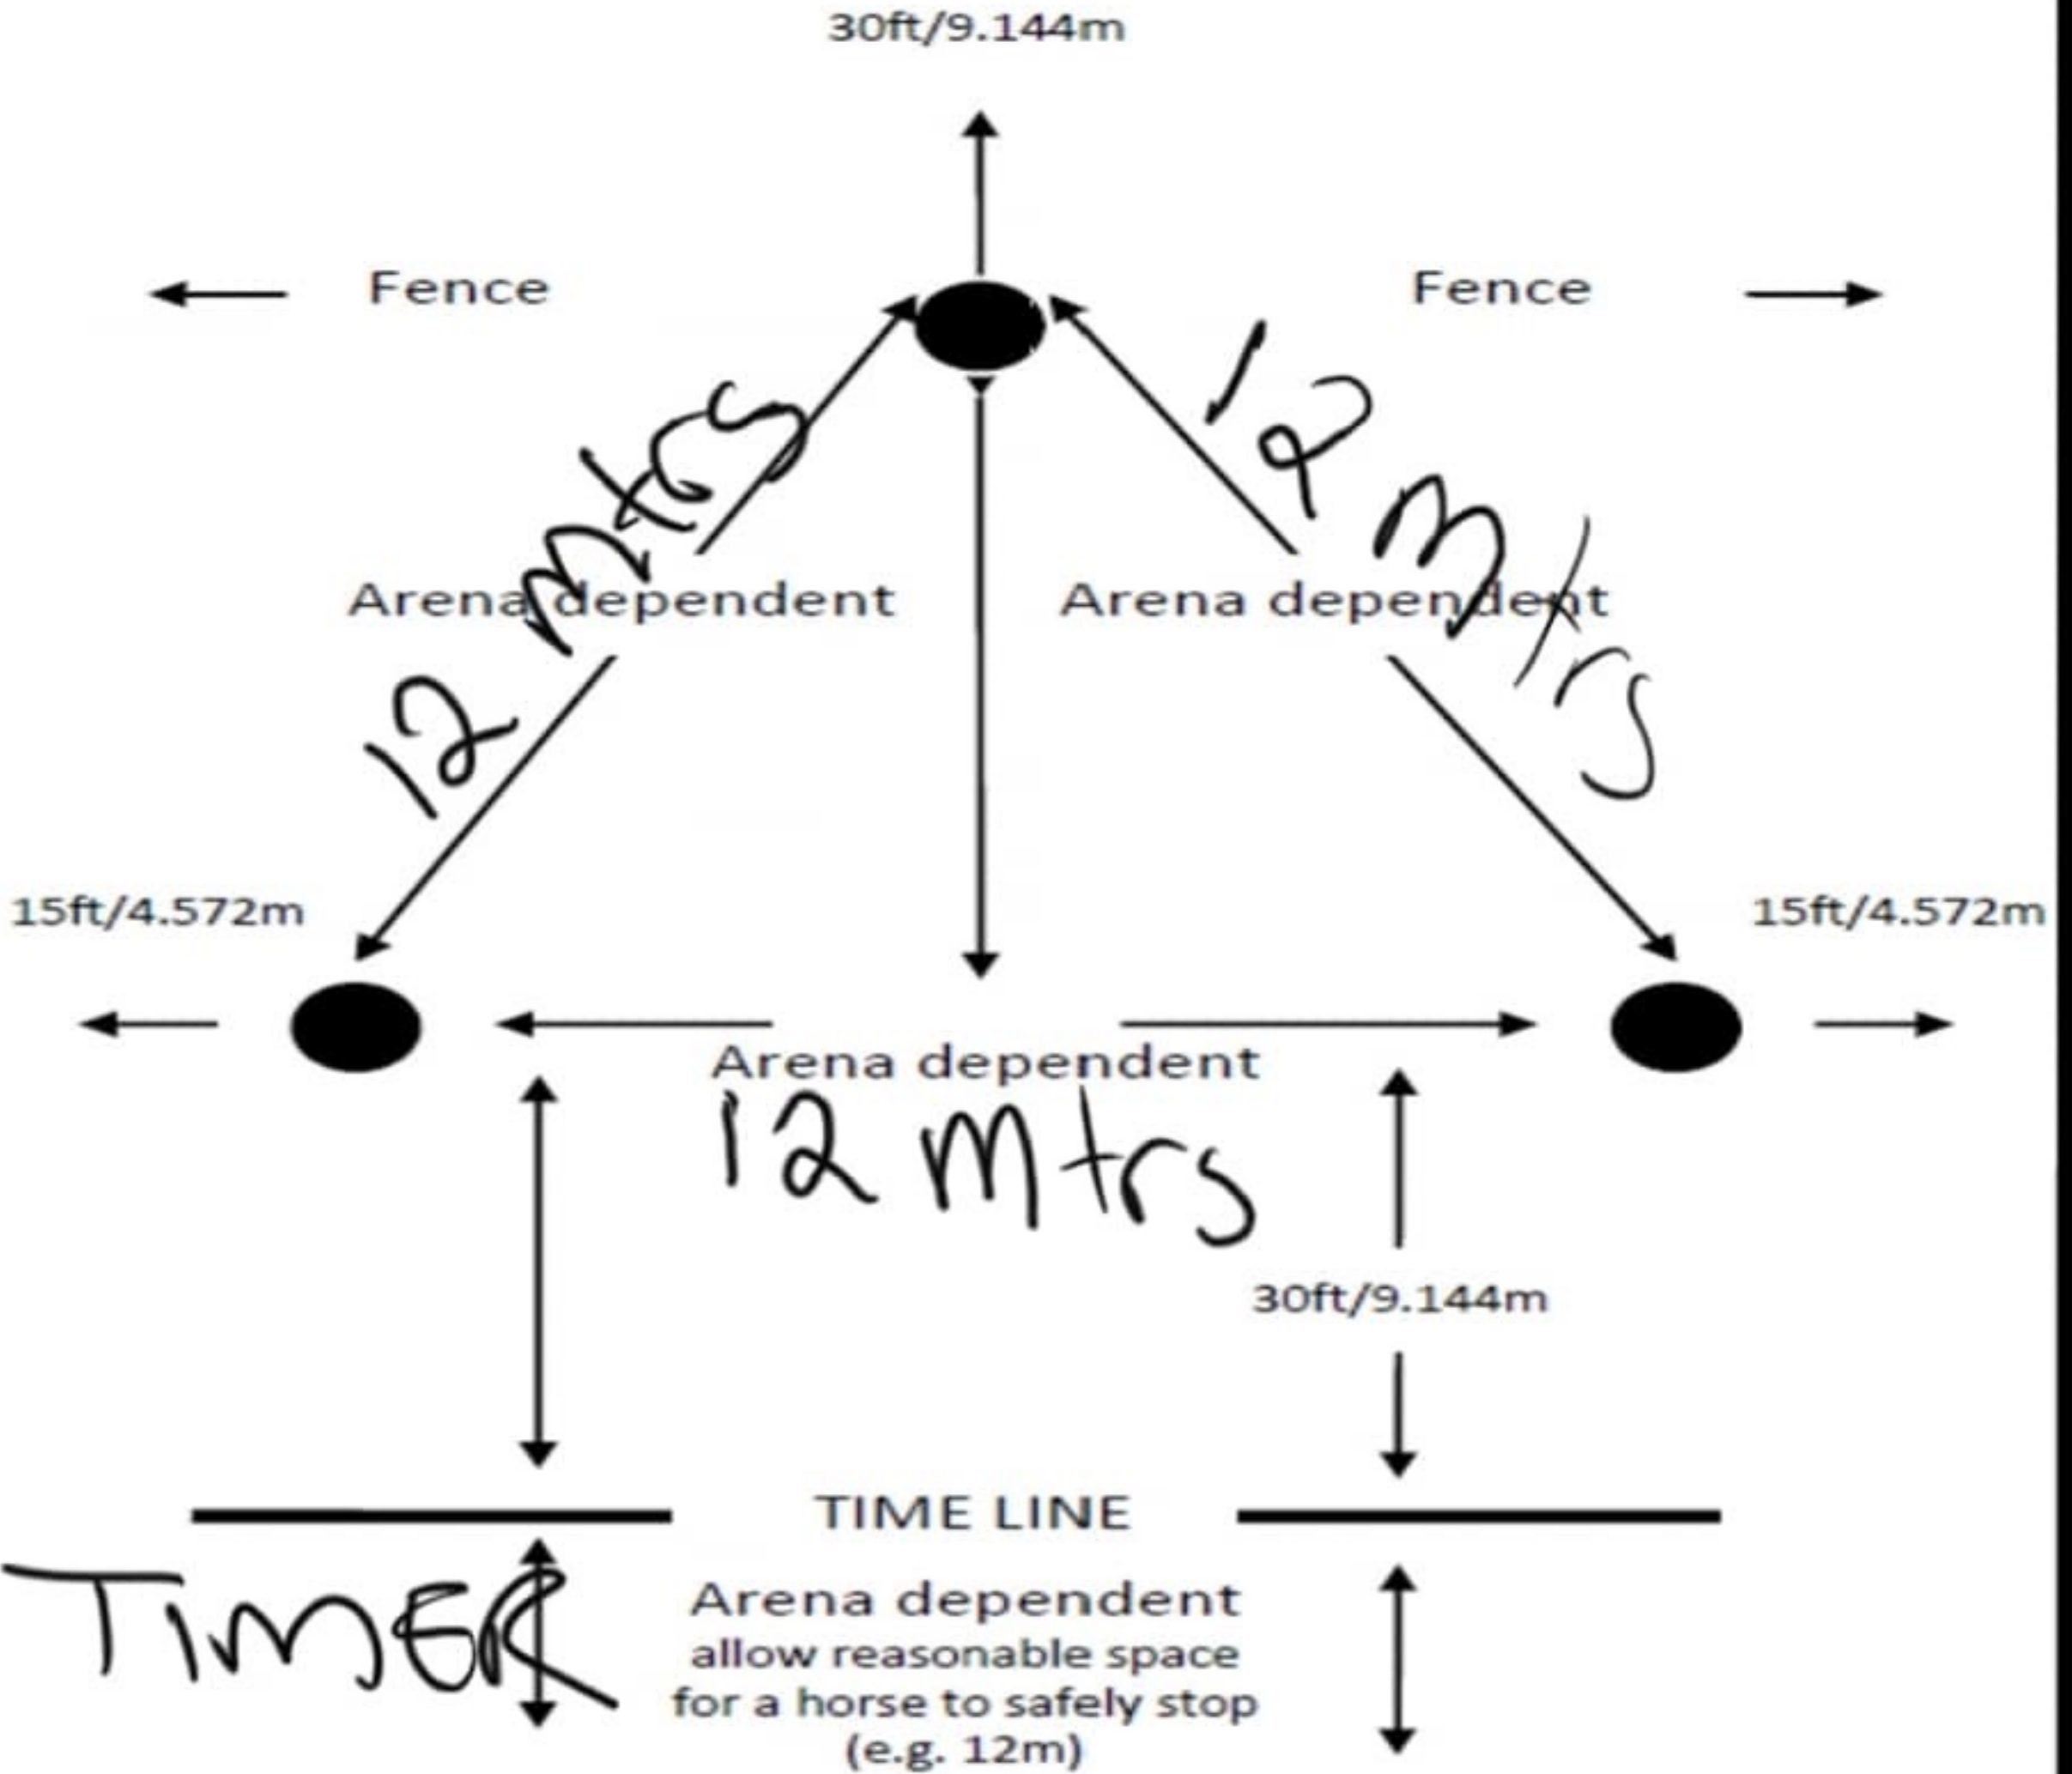 30ft/9.144m
Fence
Fence
12 mtrs
12 mtrs
Arena dependent
Arena dependent
15ft/4.572m
15ft/4.572m
Arena dependent
12 mtrs
30ft/9.144m
TIME LINE
TimER
Arena dependent
allow reasonable space
for a horse to safely stop
(e.g. 12m)